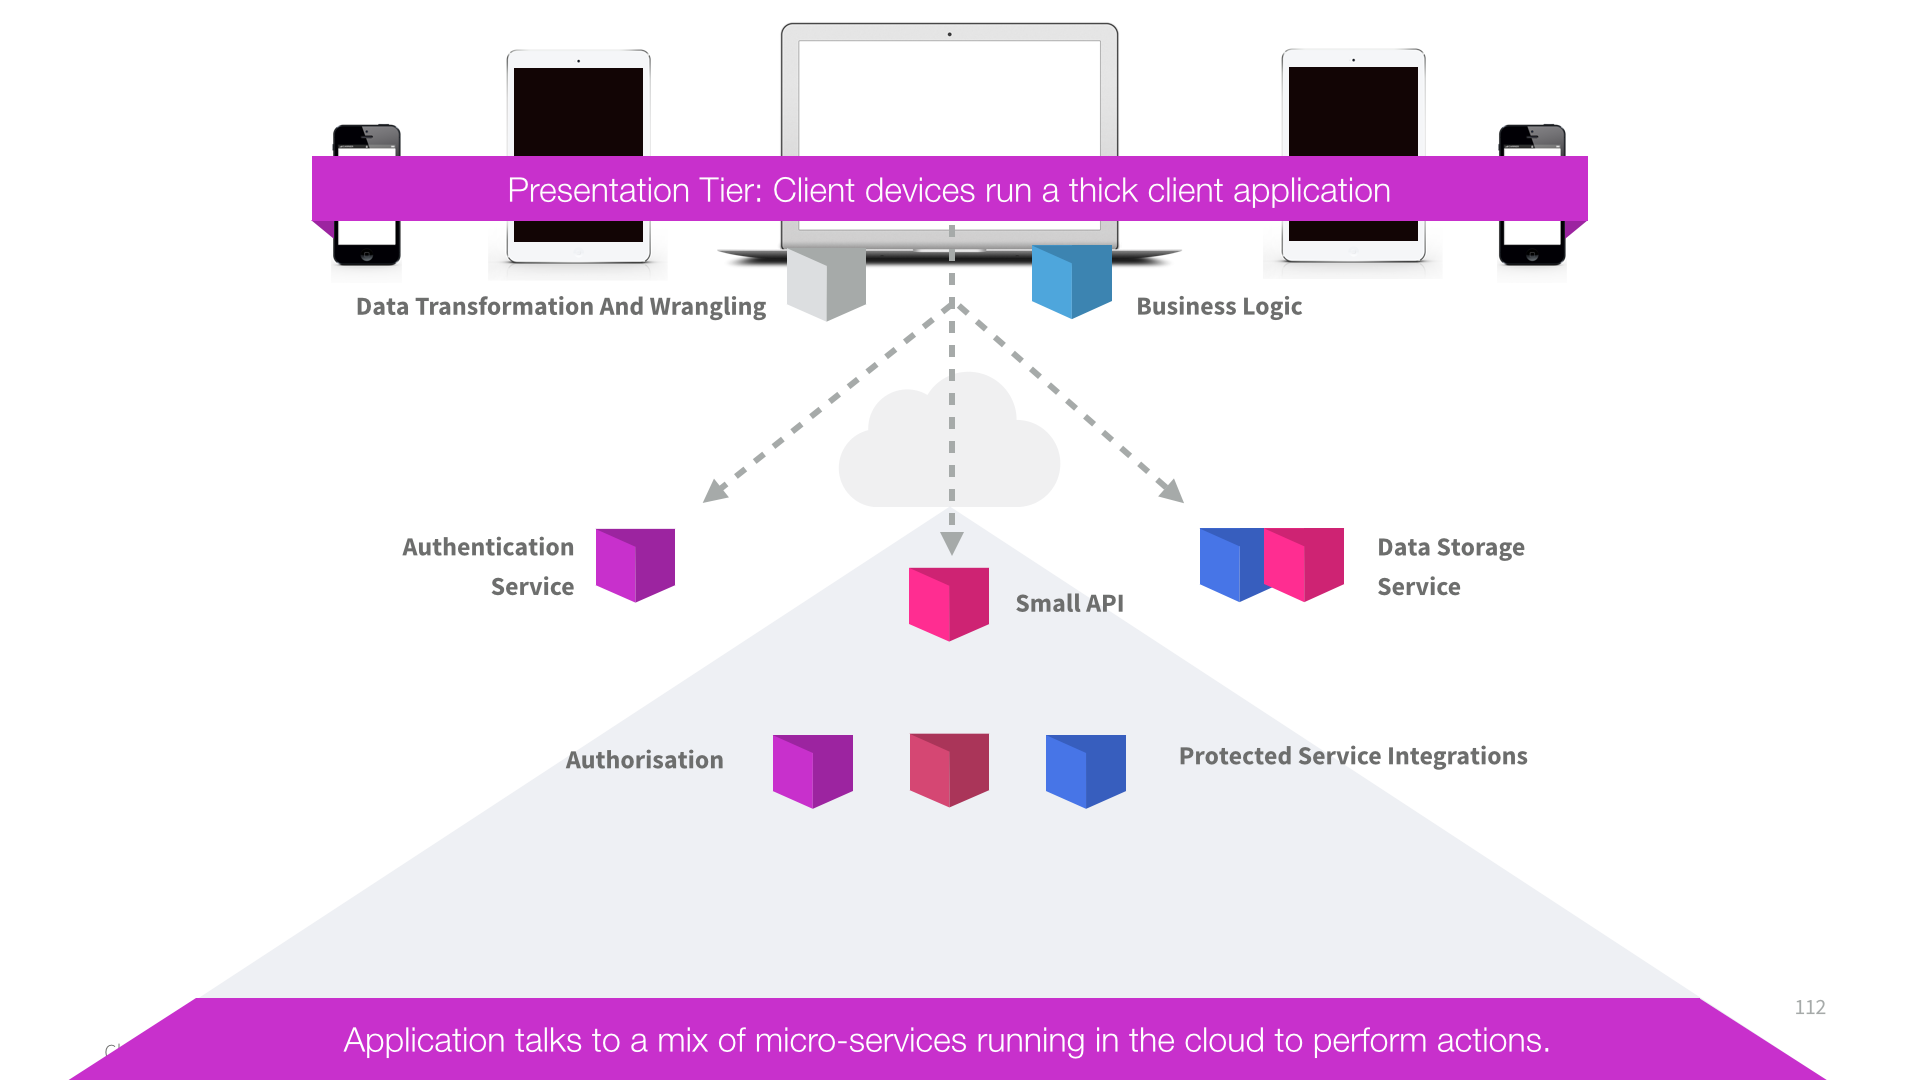 Presentation Tier: Client devices run a thick client application
Data Transformation And Wrangling
Business Logic
Authentication
Service
Small API
Data Storage
Service
Authorisation
Protected Service Integrations
112
Application talks to a mix of micro-services running in the cloud to perform actions.